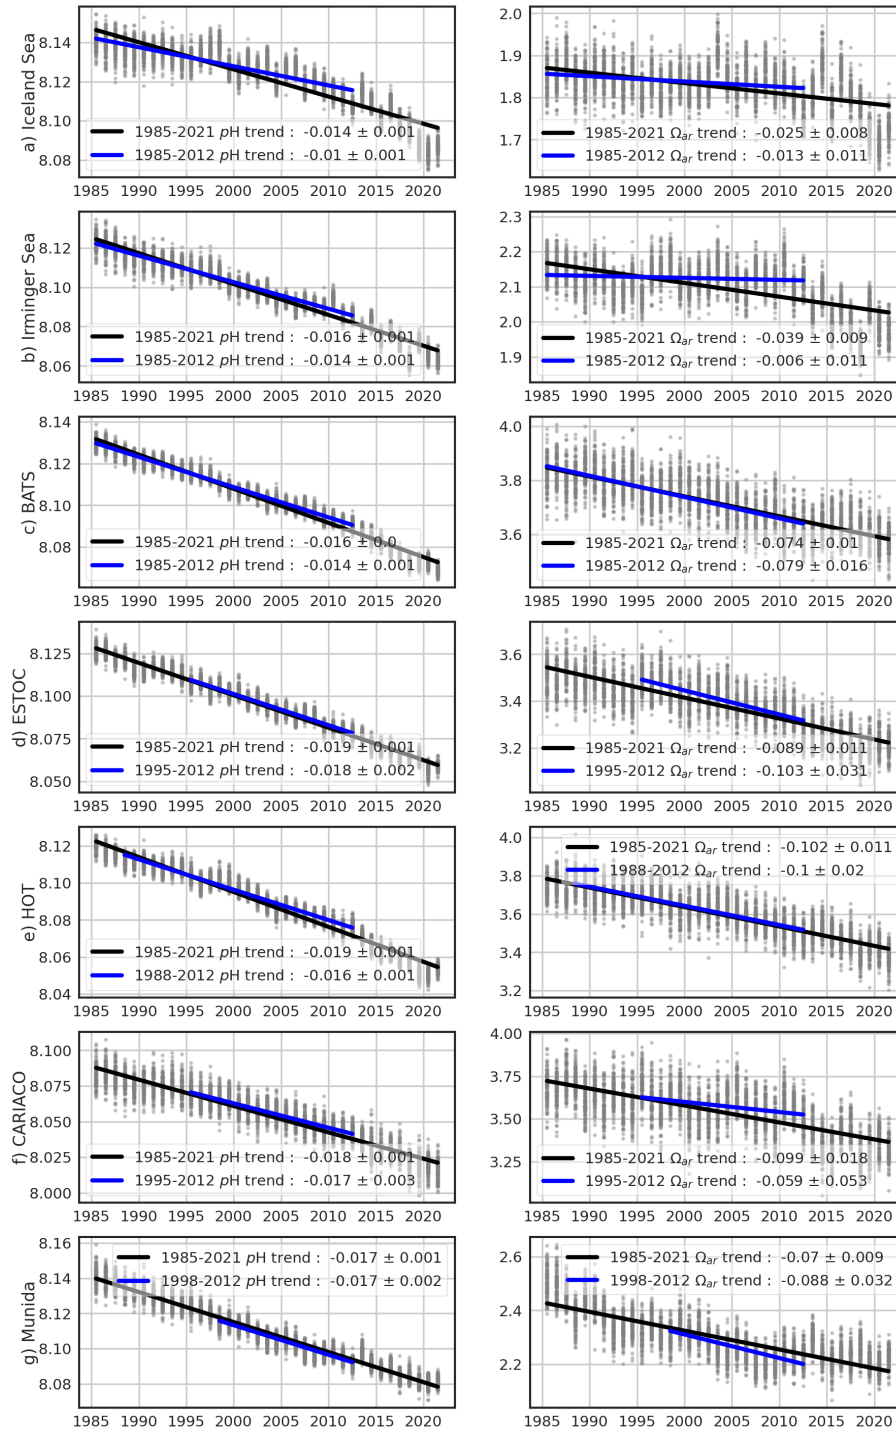 a) Iceland Sea
8.14
8.12
8.10
8.08
1985-2021 pH trend : -0.014 ± 0.001
1985-2012 pH trend : -0.01 ± 0.001
1985 1990 1995 2000 2005 2010 2015 2020
2.0
1.9
1.8
1.7
1985-2021 Ωar trend : -0.025 ± 0.008
1985-2012 Ωar trend : -0.013 ± 0.011
1985 1990 1995 2000 2005 2010 2015 2020
b) Irminger Sea
8.12
8.10
8.08
8.06
1985-2021 pH trend : -0.016 ± 0.001
1985-2012 pH trend : -0.014 ± 0.001
1985 1990 1995 2000 2005 2010 2015 2020
2.3
2.2
2.1
2.0
1.9
1985-2021 Ωar trend : -0.039 ± 0.009
1985-2012 Ωar trend : -0.006 ± 0.011
1985 1990 1995 2000 2005 2010 2015 2020
c) BATS
8.14
8.12
8.10
8.08
1985-2021 pH trend : -0.016 ± 0.0
1985-2012 pH trend : -0.014 ± 0.001
1985 1990 1995 2000 2005 2010 2015 2020
4.0
3.8
3.6
1985-2021 Ωar trend : -0.074 ± 0.01
1985-2012 Ωar trend : -0.079 ± 0.016
1985 1990 1995 2000 2005 2010 2015 2020
d) ESTOC
8.125
8.100
8.075
8.050
1985-2021 pH trend : -0.019 ± 0.001
1995-2012 pH trend : -0.018 ± 0.002
1985 1990 1995 2000 2005 2010 2015 2020
3.6
3.4
3.2
1985-2021 Ωar trend : -0.089 ± 0.011
1995-2012 Ωar trend : -0.103 ± 0.031
1985 1990 1995 2000 2005 2010 2015 2020
e) HOT
8.12
8.10
8.08
8.06
8.04
1985-2021 pH trend : -0.019 ± 0.001
1988-2012 pH trend : -0.016 ± 0.001
1985 1990 1995 2000 2005 2010 2015 2020
4.0
3.8
3.6
3.4
3.2
1985-2021 Ωar trend : -0.102 ± 0.011
1988-2012 Ωar trend : -0.1 ± 0.02
1985 1990 1995 2000 2005 2010 2015 2020
f) CARIACO
8.100
8.075
8.050
8.025
8.000
1985-2021 pH trend : -0.018 ± 0.001
1995-2012 pH trend : -0.017 ± 0.003
1985 1990 1995 2000 2005 2010 2015 2020
4.00
3.75
3.50
3.25
1985-2021 Ωar trend : -0.099 ± 0.018
1995-2012 Ωar trend : -0.059 ± 0.053
1985 1990 1995 2000 2005 2010 2015 2020
g) Munida
8.16
8.14
8.12
8.10
8.08
1985-2021 pH trend : -0.017 ± 0.001
1998-2012 pH trend : -0.017 ± 0.002
1985 1990 1995 2000 2005 2010 2015 2020
2.6
2.4
2.2
1985-2021 Ωar trend : -0.07 ± 0.009
1998-2012 Ωar trend : -0.088 ± 0.032
1985 1990 1995 2000 2005 2010 2015 2020